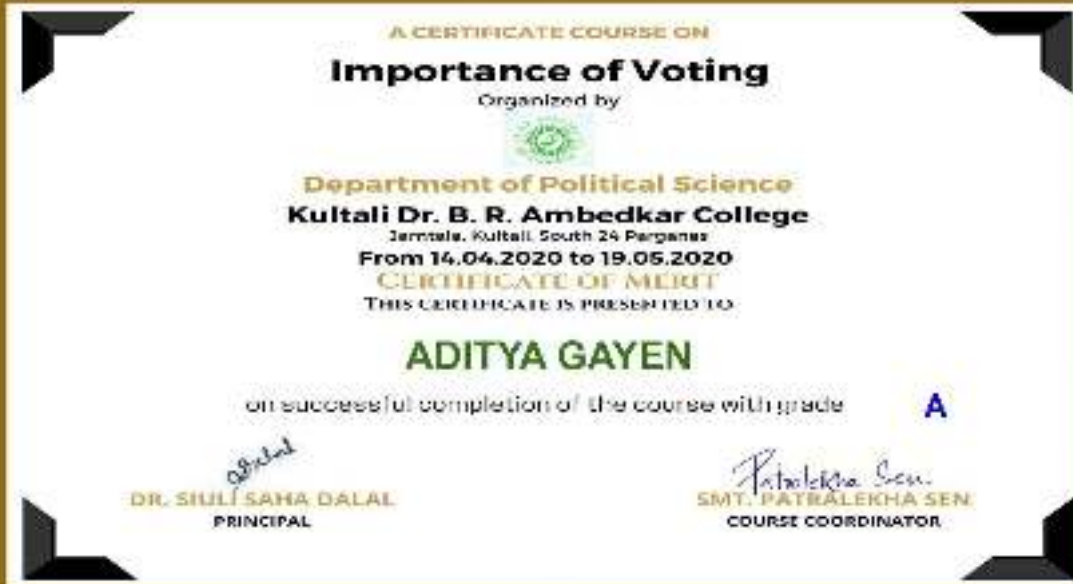 A CERTIFICATE COURSE ON
Importance of Voting
Organized by
Department of Political Science
Kultali Dr. B. R. Ambedkar College
Jamtala, Kultali, South 24 Parganas
From 14.04.2020 to 19.05.2020
CERTIFICATE OF MERIT
THIS CERTIFICATE IS PRESENTED TO
ADITYA GAYEN
on successful completion of the course with grade A
Patralekha Sen.
DR. SIULI SAHA DALAL
SMT. PATRALEKHA SEN
PRINCIPAL
COURSE COORDINATOR